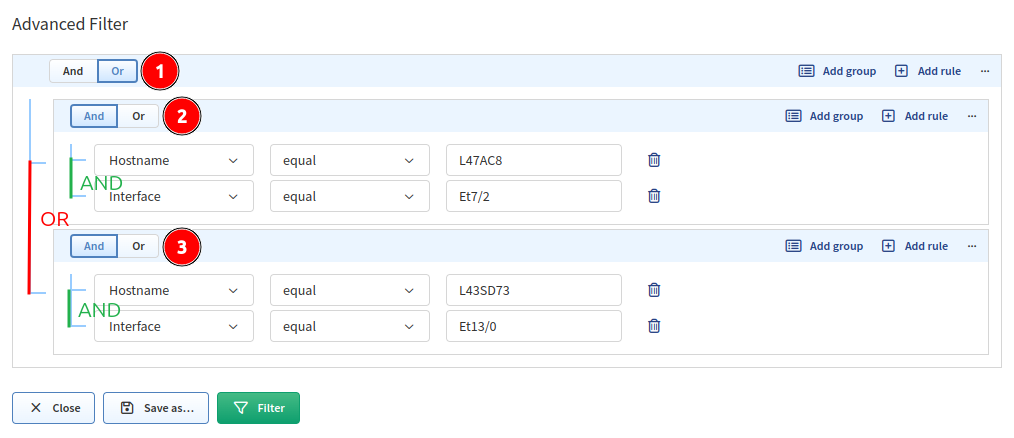 Advanced Filter
And Or 1 Add group Add rule ...
And Or 2 Add group Add rule ...
Hostname equal L47AC8
AND
Interface equal Et7/2
OR
And Or 3 Add group Add rule ...
Hostname equal L43SD73
AND
Interface equal Et13/0
Close Save as... Filter